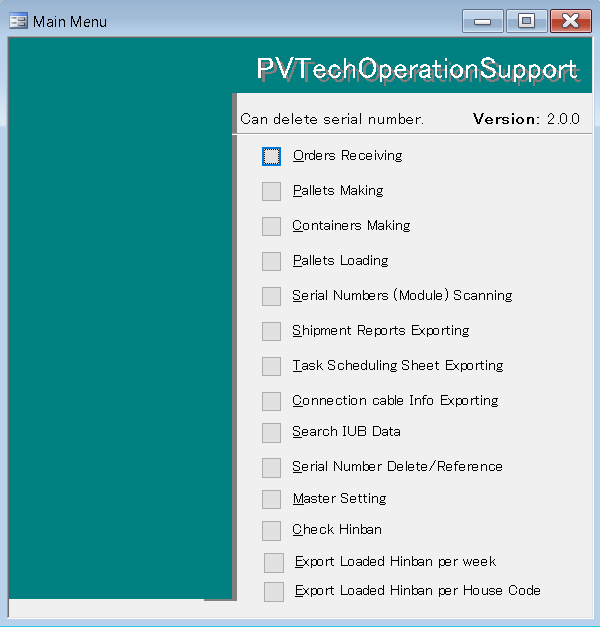 Main Menu
PVTechOperationSupport
Can delete serial number. Version: 2.0.0
Orders Receiving
Pallets Making
Containers Making
Pallets Loading
Serial Numbers (Module) Scanning
Shipment Reports Exporting
Task Scheduling Sheet Exporting
Connection cable Info Exporting
Search IUB Data
Serial Number Delete/Reference
Master Setting
Check Hinban
Export Loaded Hinban per week
Export Loaded Hinban per House Code